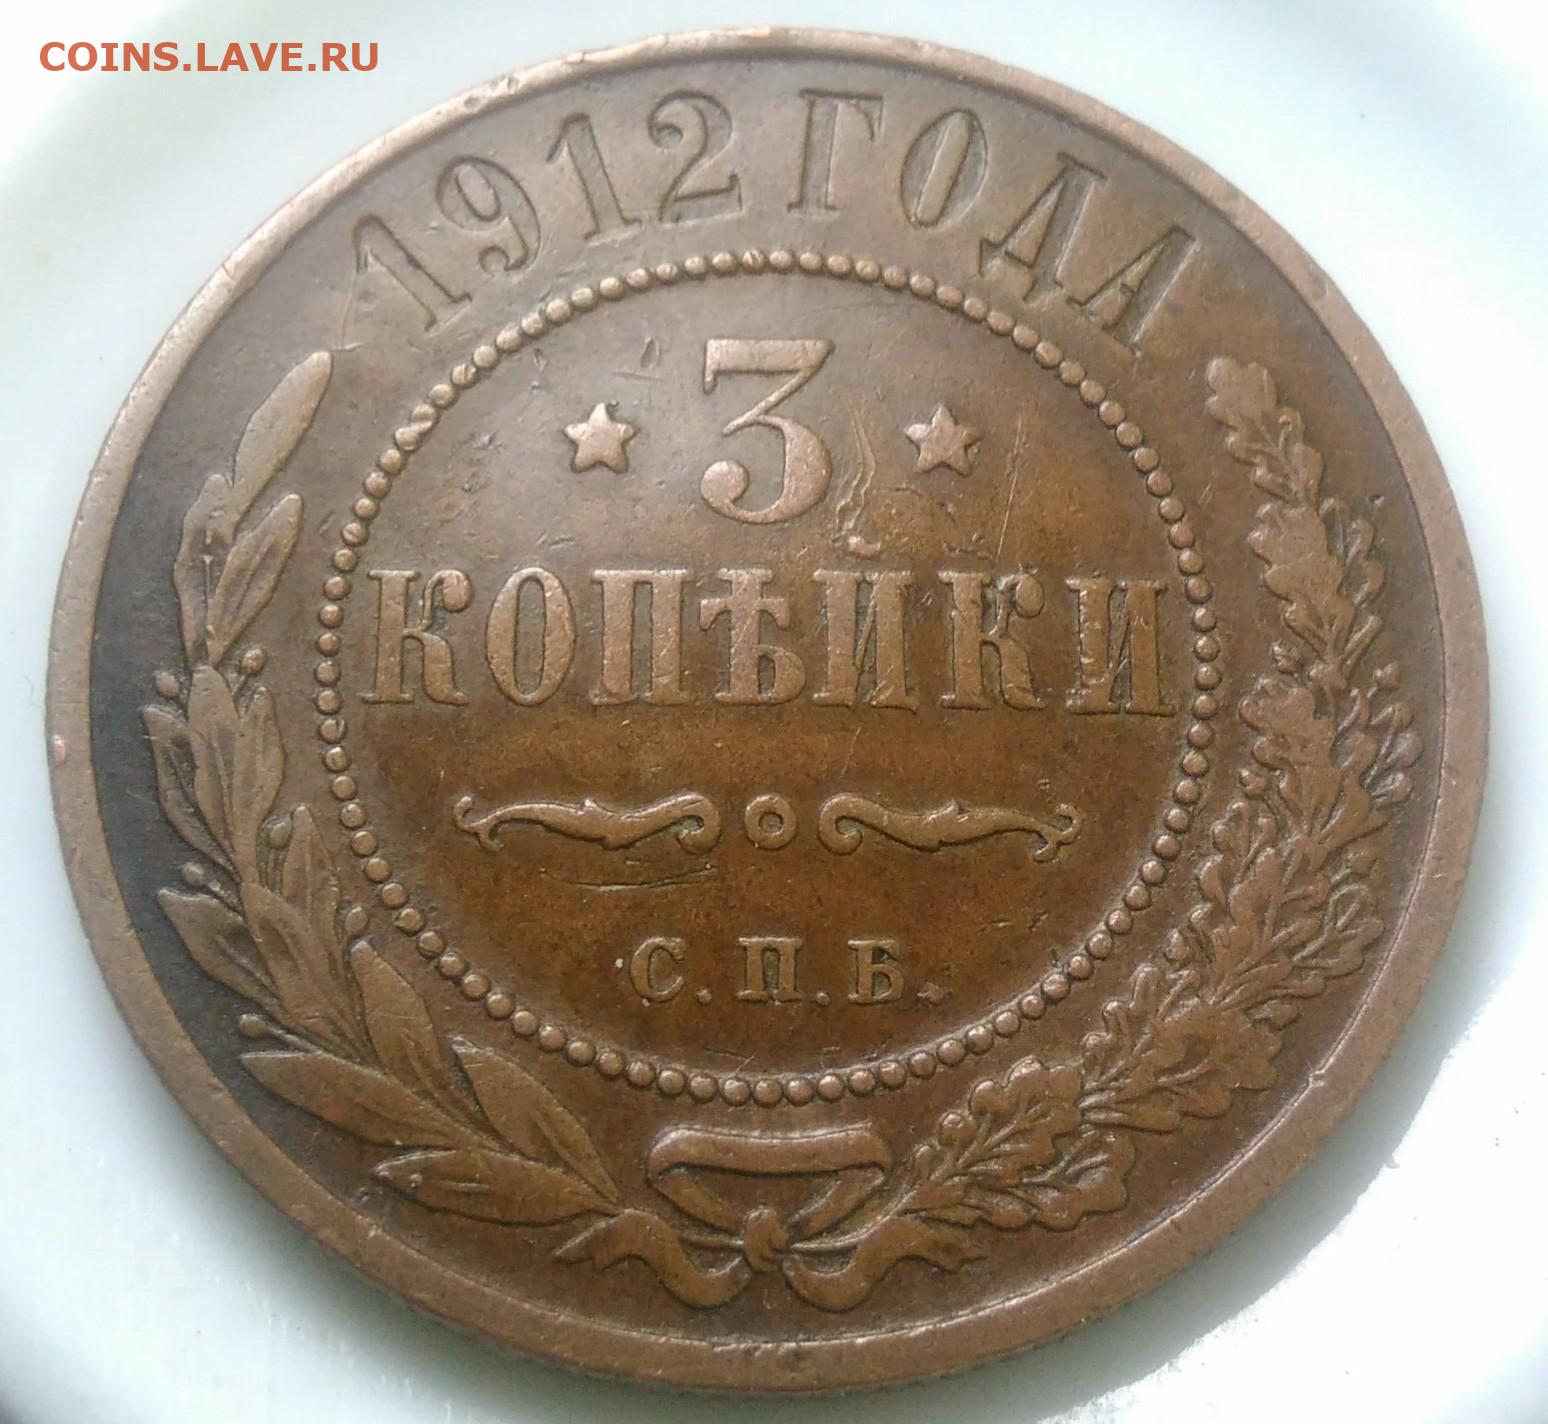 COINS.LAVE.RU
1912 ГОДА
3
КОПѢЙКИ
С.П.Б.